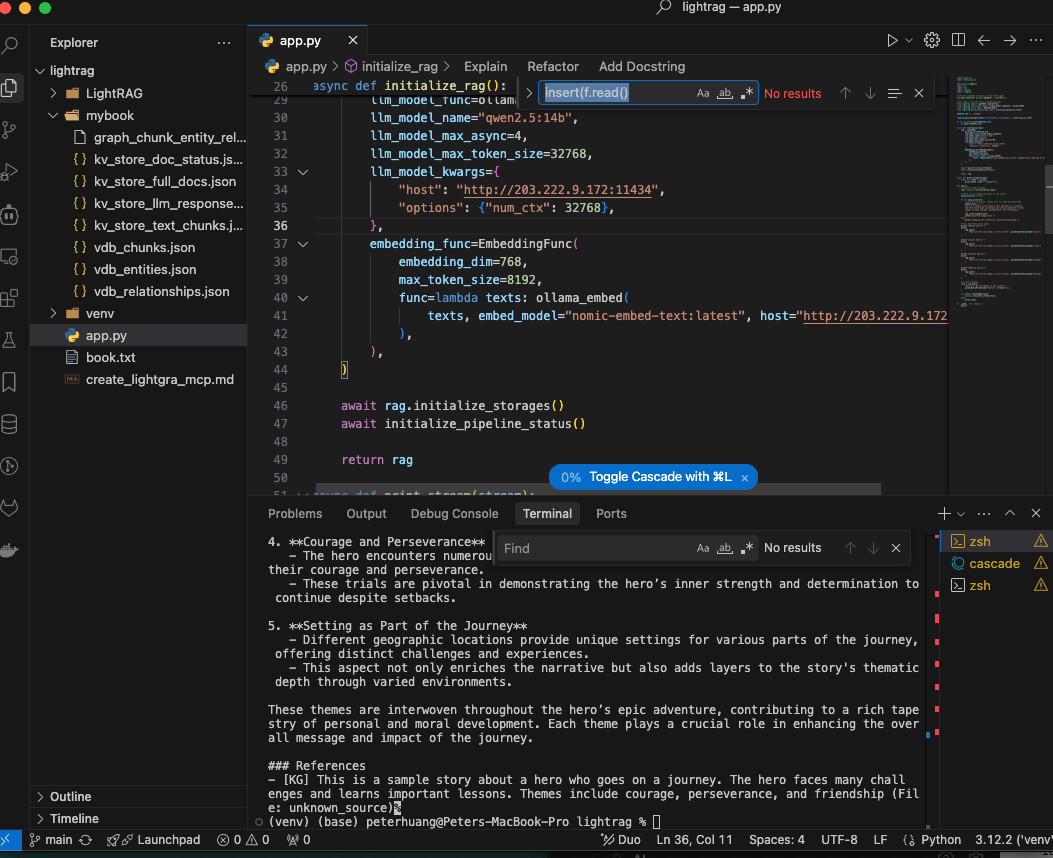 lightrag — app.py
Explorer
lightrag
LightRAG
mybook
graph_chunk_entity_rel...
kv_store_doc_status.js...
kv_store_full_docs.json
kv_store_llm_response...
kv_store_text_chunks.j...
vdb_chunks.json
vdb_entities.json
vdb_relationships.json
venv
app.py
book.txt
create_lightgra_mcp.md
Outline
Timeline
app.py
app.py > initialize_rag > Explain Refactor Add Docstring
insert(f.read() Aa ab .* No results
26 async def initialize_rag():
29 llm_model_func=ollama
30 llm_model_name="qwen2.5:14b",
31 llm_model_max_async=4,
32 llm_model_max_token_size=32768,
33 llm_model_kwargs={
34 "host": "http://203.222.9.172:11434",
35 "options": {"num_ctx": 32768},
36 },
37 embedding_func=EmbeddingFunc(
38 embedding_dim=768,
39 max_token_size=8192,
40 func=lambda texts: ollama_embed(
41 texts, embed_model="nomic-embed-text:latest", host="http://203.222.9.172
42 ),
43 ),
44 )
45
46 await rag.initialize_storages()
47 await initialize_pipeline_status()
48
49 return rag
50
51 async def print_stream(stream):
0% Toggle Cascade with ⌘L ×
Problems Output Debug Console Terminal Ports
Find Aa ab .* No results
zsh
cascade
zsh
4. **Courage and Perseverance**
– The hero encounters numerou
their courage and perseverance.
– These trials are pivotal in demonstrating the hero's inner strength and determination to
continue despite setbacks.
5. **Setting as Part of the Journey**
– Different geographic locations provide unique settings for various parts of the journey,
offering distinct challenges and experiences.
– This aspect not only enriches the narrative but also adds layers to the story's thematic
depth through varied environments.
These themes are interwoven throughout the hero's epic adventure, contributing to a rich tape
stry of personal and moral development. Each theme plays a crucial role in enhancing the over
all message and impact of the journey.
### References
– [KG] This is a sample story about a hero who goes on a journey. The hero faces many chall
enges and learns important lessons. Themes include courage, perseverance, and friendship (Fil
e: unknown_source)%
(venv) (base) peterhuang@Peters-MacBook-Pro lightrag %
main Launchpad 0 0 0 Duo Ln 36, Col 11 Spaces: 4 UTF-8 LF {} Python 3.12.2 ('venv'